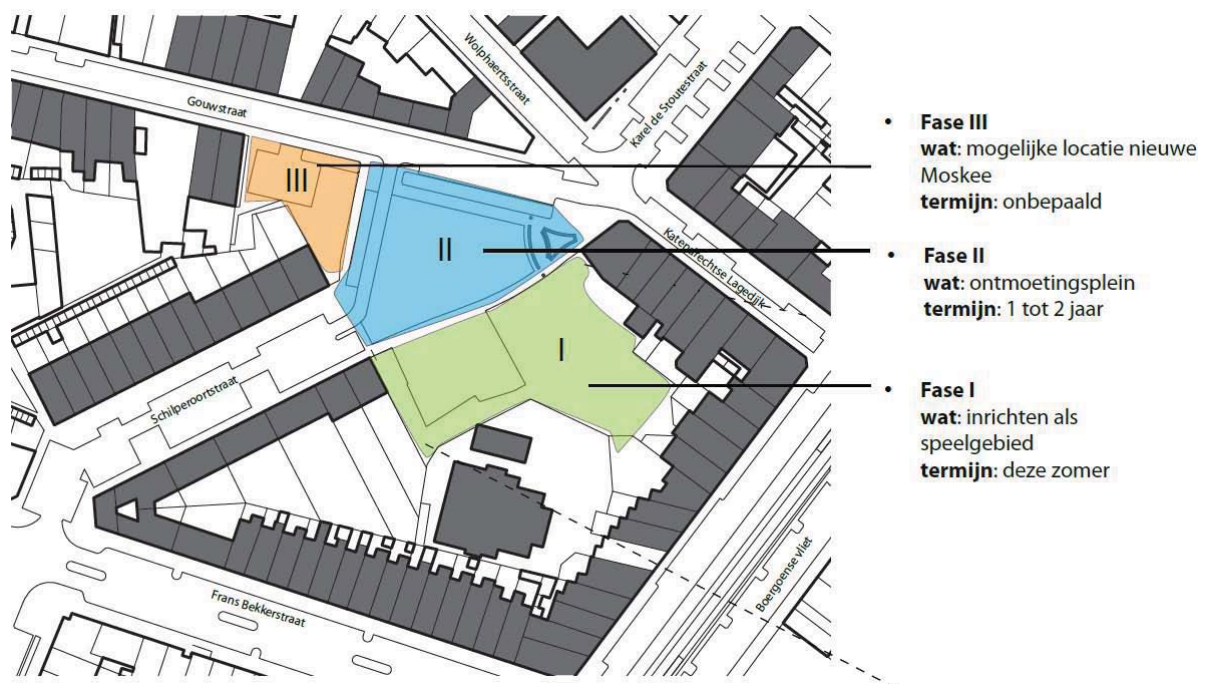 Gouwstraat
Wolphaertsstraat
Karel de Stoutestraat
III
II
I
Katendrechtse Lagedijk
Schilperoortstraat
Frans Bekkerstraat
Boergoense vliet
• Fase III
wat: mogelijke locatie nieuwe
Moskee
termijn: onbepaald
• Fase II
wat: ontmoetingsplein
termijn: 1 tot 2 jaar
• Fase I
wat: inrichten als
speelgebied
termijn: deze zomer